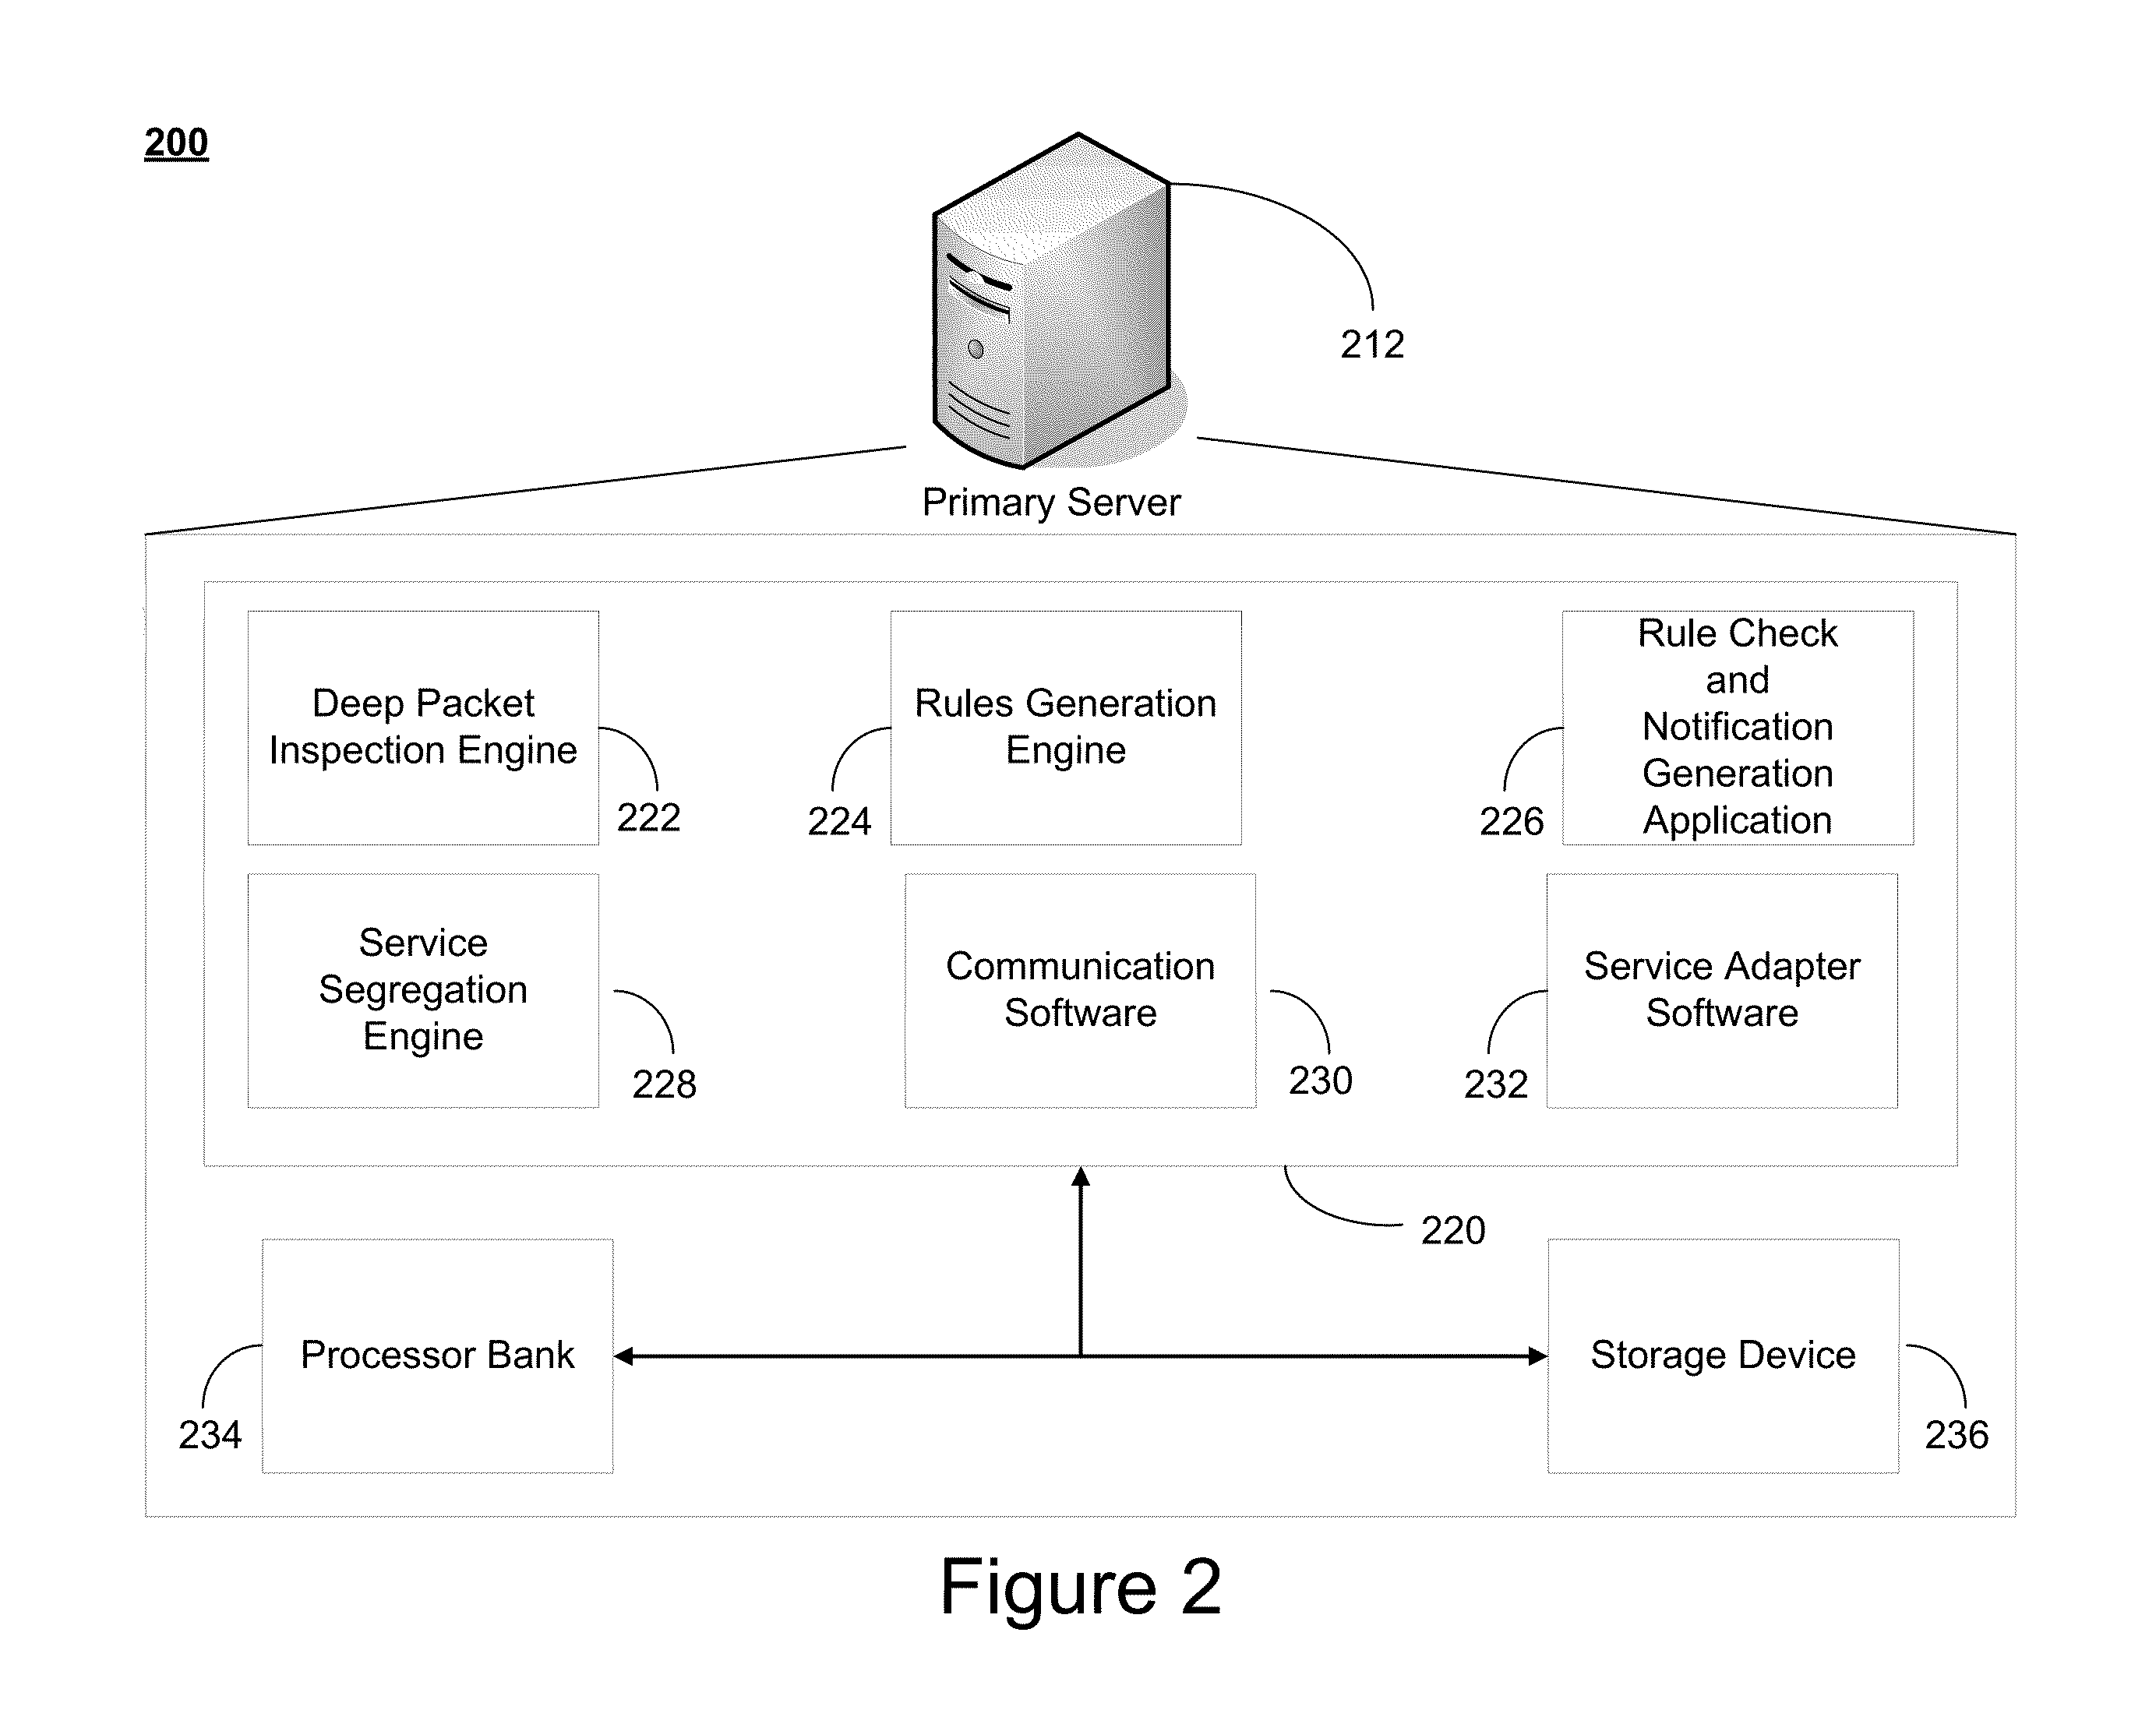 200
212
Primary Server
Deep Packet
Inspection Engine
222
Rules Generation
Engine
224
Rule Check
and
Notification
Generation
Application
226
Service
Segregation
Engine
228
Communication
Software
230
Service Adapter
Software
232
220
Processor Bank
234
Storage Device
236
Figure 2